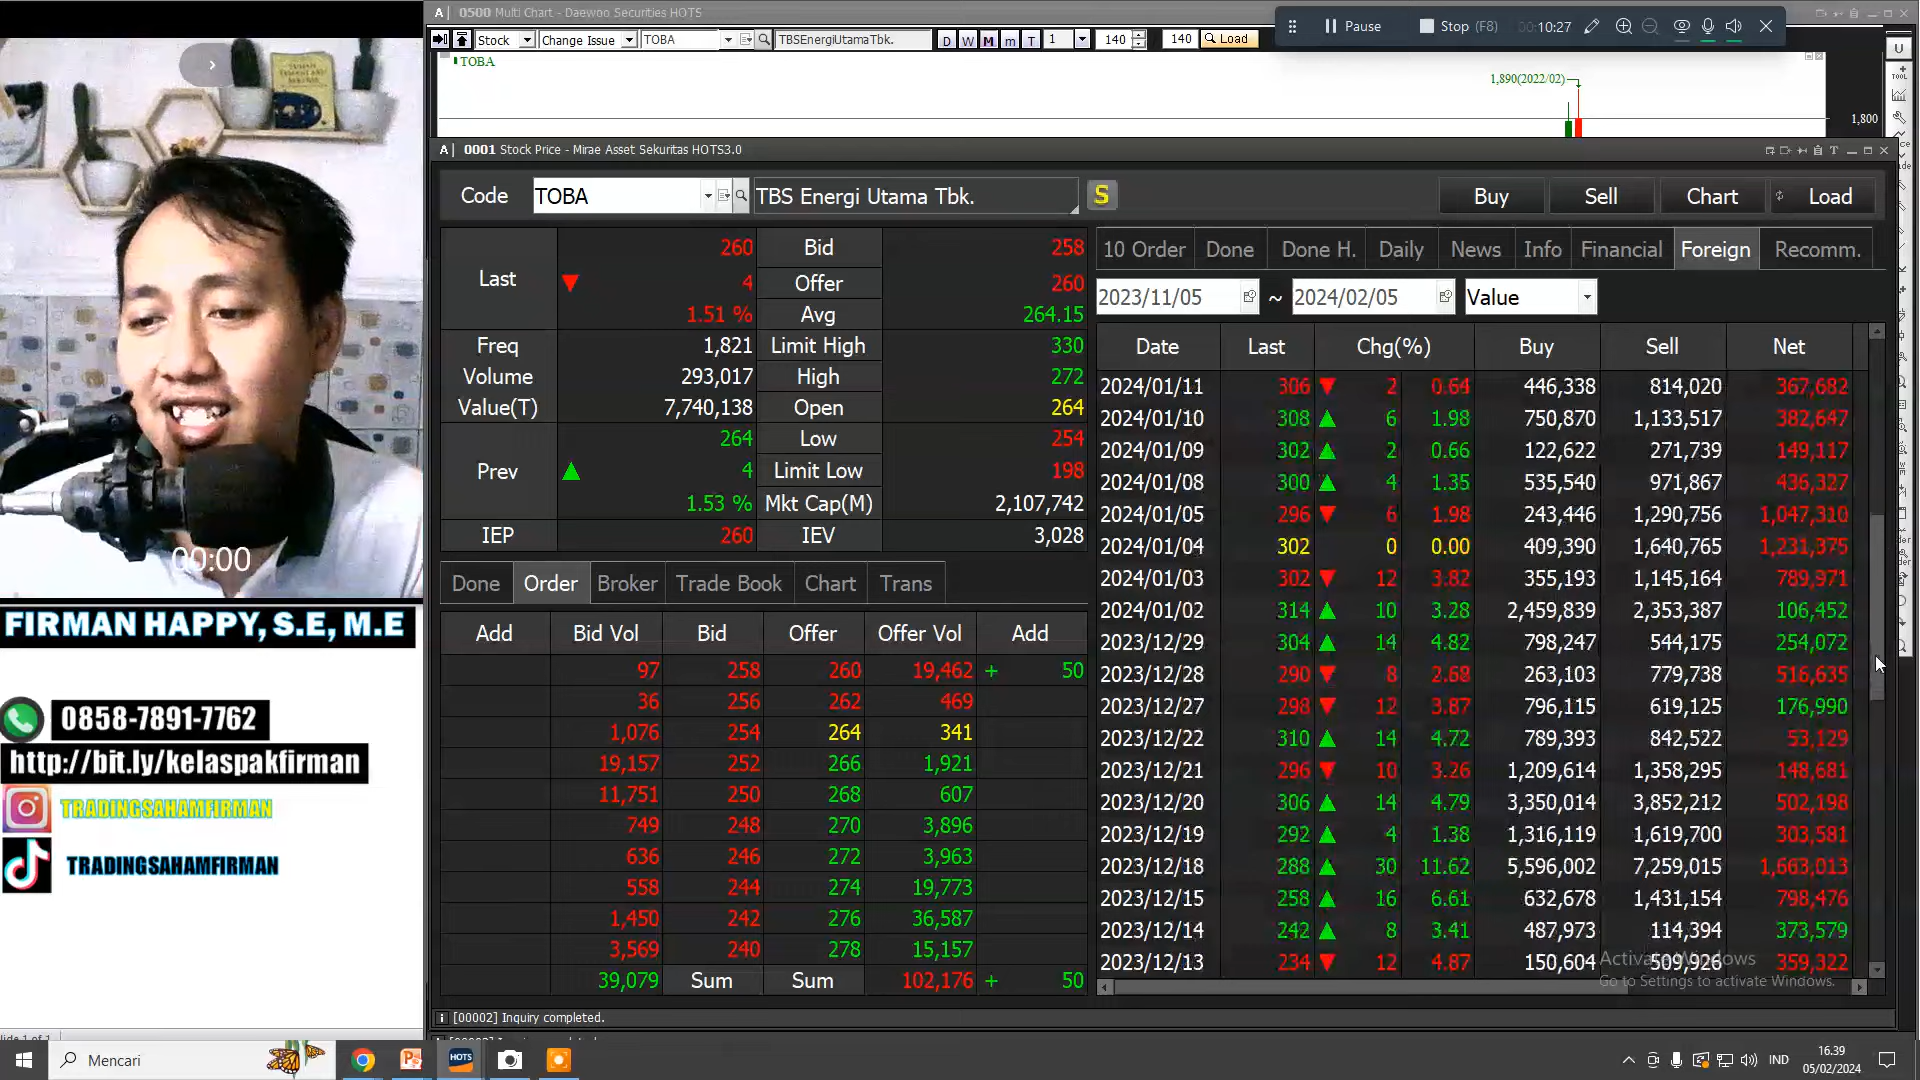 0500 Multi Chart - Daewoo Securities HOTS
Pause Stop (F8) 00:10:27
Stock Change Issue TOBA TBSEnergiUtamaTbk. D W M m T 1 140 140 Load
TOBA
1,890(2022/02)
1,800
0001 Stock Price - Mirae Asset Sekuritas HOTS3.0
Code TOBA TBS Energi Utama Tbk. S Buy Sell Chart Load
Last 260 Bid 258
4 Offer 260
1.51 % Avg 264.15
Freq 1,821 Limit High 330
Volume 293,017 High 272
Value(T) 7,740,138 Open 264
Prev 264 Low 254
4 Limit Low 198
1.53 % Mkt Cap(M) 2,107,742
IEP 260 IEV 3,028
Done Order Broker Trade Book Chart Trans
Add Bid Vol Bid Offer Offer Vol Add
97 258 260 19,462 + 50
36 256 262 469
1,076 254 264 341
19,157 252 266 1,921
11,751 250 268 607
749 248 270 3,896
636 246 272 3,963
558 244 274 19,773
1,450 242 276 36,587
3,569 240 278 15,157
39,079 Sum Sum 102,176 + 50
10 Order Done Done H. Daily News Info Financial Foreign Recomm.
2023/11/05 ~ 2024/02/05 Value
Date Last Chg(%) Buy Sell Net
2024/01/11 306 2 0.64 446,338 814,020 367,682
2024/01/10 308 6 1.98 750,870 1,133,517 382,647
2024/01/09 302 2 0.66 122,622 271,739 149,117
2024/01/08 300 4 1.35 535,540 971,867 436,327
2024/01/05 296 6 1.98 243,446 1,290,756 1,047,310
2024/01/04 302 0 0.00 409,390 1,640,765 1,231,375
2024/01/03 302 12 3.82 355,193 1,145,164 789,971
2024/01/02 314 10 3.28 2,459,839 2,353,387 106,452
2023/12/29 304 14 4.82 798,247 544,175 254,072
2023/12/28 290 8 2.68 263,103 779,738 516,635
2023/12/27 298 12 3.87 796,115 619,125 176,990
2023/12/22 310 14 4.72 789,393 842,522 53,129
2023/12/21 296 10 3.26 1,209,614 1,358,295 148,681
2023/12/20 306 14 4.79 3,350,014 3,852,212 502,198
2023/12/19 292 4 1.38 1,316,119 1,619,700 303,581
2023/12/18 288 30 11.62 5,596,002 7,259,015 1,663,013
2023/12/15 258 16 6.61 632,678 1,431,154 798,476
2023/12/14 242 8 3.41 487,973 114,394 373,579
2023/12/13 234 12 4.87 150,604 509,926 359,322
Activate Windows
Go to Settings to activate Windows.
[00002] Inquiry completed.
00:00
FIRMAN HAPPY, S.E, M.E
0858-7891-7762
http://bit.ly/kelaspakfirman
TRADINGSAHAMFIRMAN
TRADINGSAHAMFIRMAN
Mencari
HOTS
IND
16.39
05/02/2024